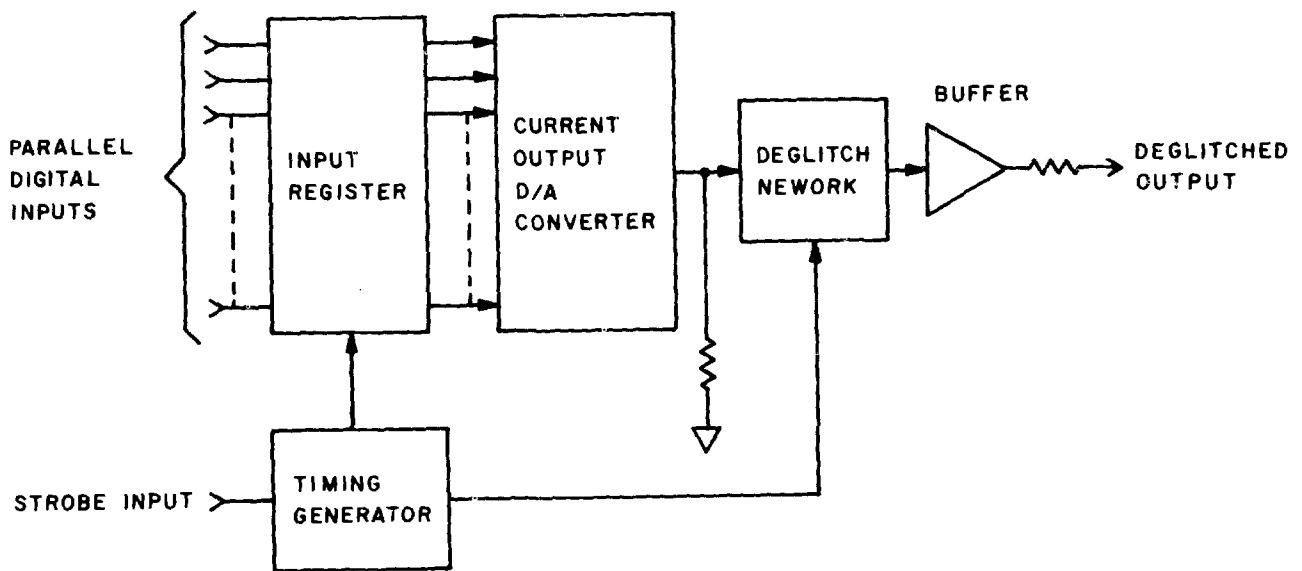 PARALLEL
DIGITAL
INPUTS
INPUT
REGISTER
CURRENT
OUTPUT
D/A
CONVERTER
DEGLITCH
NEWORK
BUFFER
DEGLITCHED
OUTPUT
STROBE INPUT
TIMING
GENERATOR